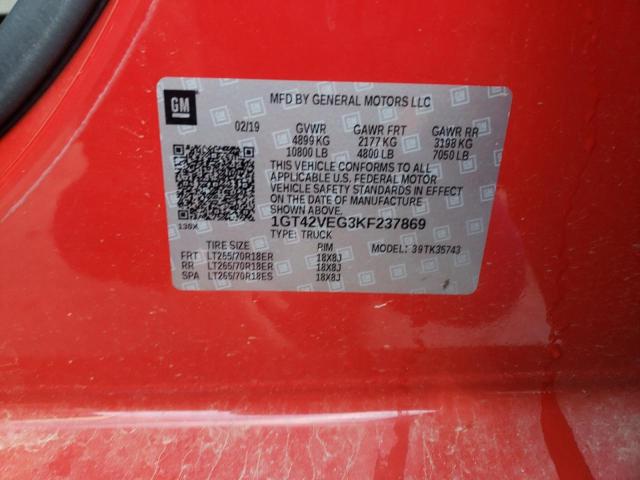 GM
MFD BY GENERAL MOTORS LLC
02/19 GVWR GAWR FRT GAWR RR
4899 KG 2177 KG 3198 KG
10800 LB 4800 LB 7050 LB
THIS VEHICLE CONFORMS TO ALL
APPLICABLE U.S. FEDERAL MOTOR
VEHICLE SAFETY STANDARDS IN EFFECT
ON THE DATE OF MANUFACTURE
SHOWN ABOVE.
135X 1GT42VEG3KF237869
TYPE: TRUCK
TIRE SIZE RIM MODEL: 39TK35743
FRT LT265/70R18ER 18X8J
RR LT265/70R18ER 18X8J
SPA LT265/70R18ES 18X8J